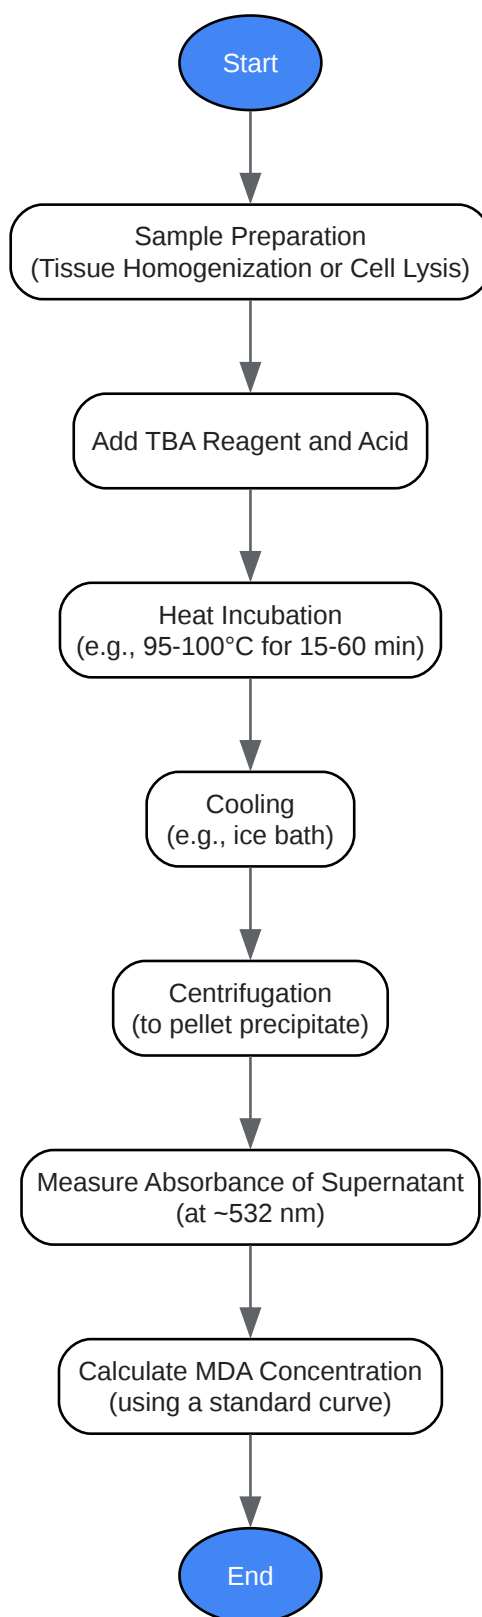 Start
Sample Preparation
(Tissue Homogenization or Cell Lysis)
Add TBA Reagent and Acid
Heat Incubation
(e.g., 95-100°C for 15-60 min)
Cooling
(e.g., ice bath)
Centrifugation
(to pellet precipitate)
Measure Absorbance of Supernatant
(at ~532 nm)
Calculate MDA Concentration
(using a standard curve)
End